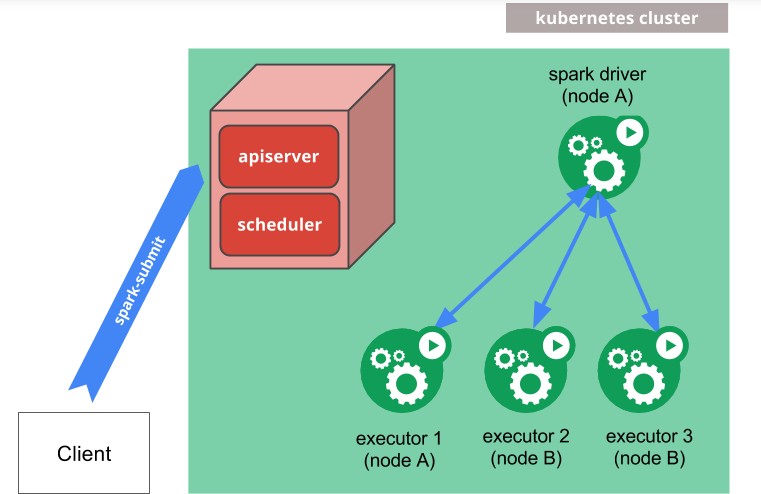 kubernetes cluster
spark driver
(node A)
apiserver
scheduler
spark-submit
executor 1
(node A)
executor 2
(node B)
executor 3
(node B)
Client